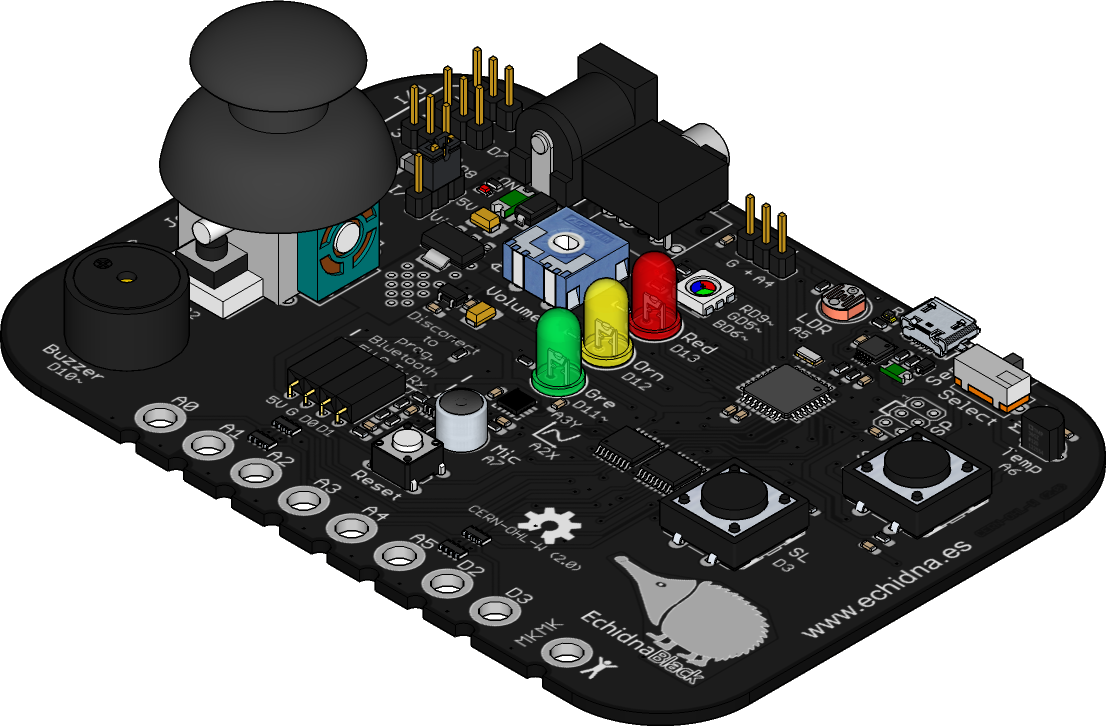 D7
ON
5V
Volume
G + A4
LDR
A5
RD9~
GD5~
BD6~
Red
D13
Orn
D12
Gre
D11~
A3Y
A2X
Disconect
to
prog.
Bluetooth
5V G D0 D1
Buzzer
D10~
Mic
A7
Reset
Select
Temp
A6
A0
A1
A2
A3
A4
A5
D2
D3
MKMK
CERN-OHL-W (2.0)
SL
D3
EchidnaBlack
www.echidna.es